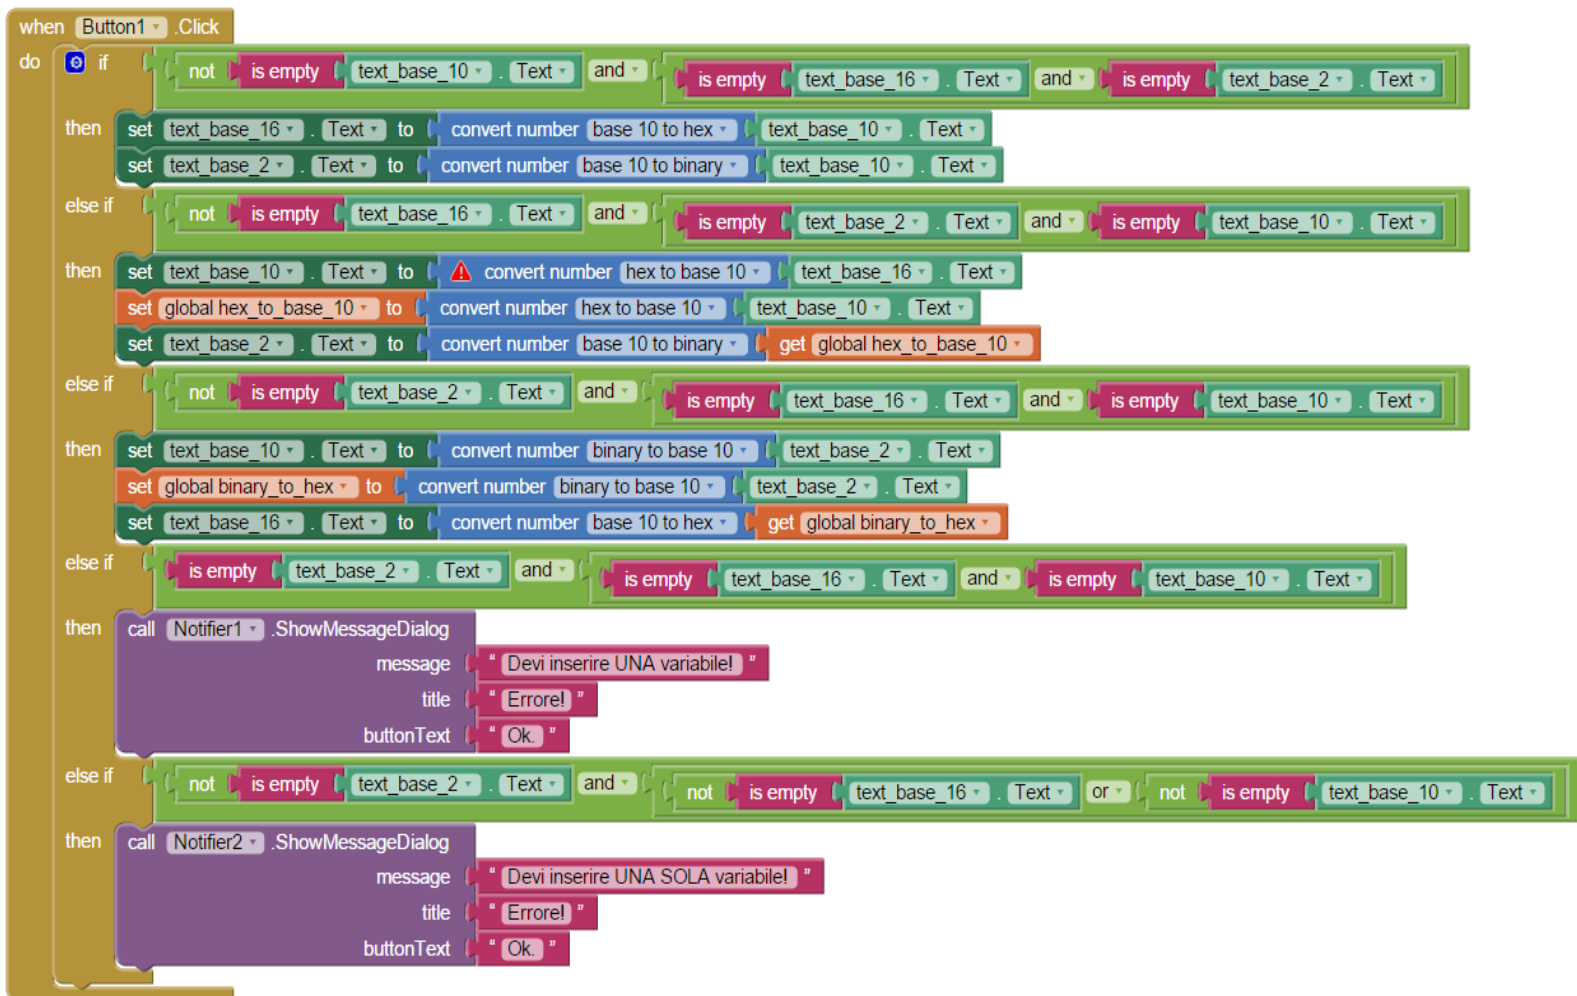 when Button1 .Click
do if not is empty text_base_10 . Text and is empty text_base_16 . Text and is empty text_base_2 . Text
then set text_base_16 . Text to convert number base 10 to hex text_base_10 . Text
set text_base_2 . Text to convert number base 10 to binary text_base_10 . Text
else if not is empty text_base_16 . Text and is empty text_base_2 . Text and is empty text_base_10 . Text
then set text_base_10 . Text to convert number hex to base 10 text_base_16 . Text
set global hex_to_base_10 to convert number hex to base 10 text_base_10 . Text
set text_base_2 . Text to convert number base 10 to binary get global hex_to_base_10
else if not is empty text_base_2 . Text and is empty text_base_16 . Text and is empty text_base_10 . Text
then set text_base_10 . Text to convert number binary to base 10 text_base_2 . Text
set global binary_to_hex to convert number binary to base 10 text_base_2 . Text
set text_base_16 . Text to convert number base 10 to hex get global binary_to_hex
else if is empty text_base_2 . Text and is empty text_base_16 . Text and is empty text_base_10 . Text
then call Notifier1 .ShowMessageDialog
message " Devi inserire UNA variabile! "
title " Errore! "
buttonText " Ok. "
else if not is empty text_base_2 . Text and not is empty text_base_16 . Text or not is empty text_base_10 . Text
then call Notifier2 .ShowMessageDialog
message " Devi inserire UNA SOLA variabile! "
title " Errore! "
buttonText " Ok. "